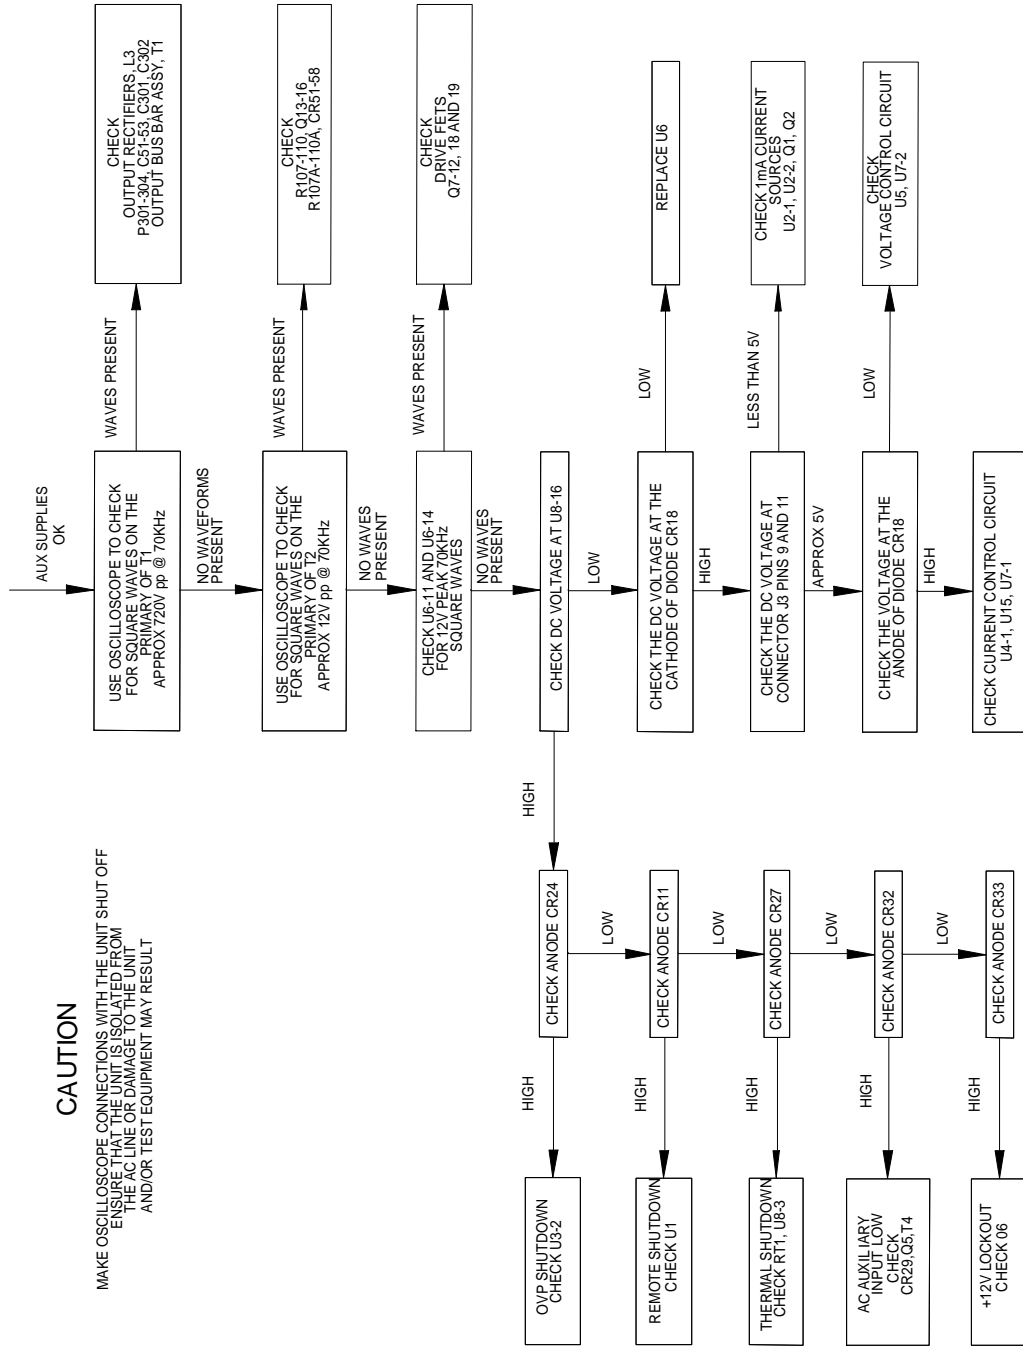 CAUTION
MAKE OSCILLOSCOPE CONNECTIONS WITH THE UNIT SHUT OFF
ENSURE THAT THE UNIT IS ISOLATED FROM
THE AC LINE OR DAMAGE TO THE UNIT
AND/OR TEST EQUIPMENT MAY RESULT
AUX SUPPLIES
OK
USE OSCILLOSCOPE TO CHECK
FOR SQUARE WAVES ON THE
PRIMARY OF T1
APPROX 720V pp @ 70KHz
WAVES PRESENT
CHECK
OUTPUT RECTIFIERS, L3
P301-304, C51-53, C301, C302
OUTPUT BUS BAR ASSY, T1
NO WAVEFORMS
PRESENT
USE OSCILLOSCOPE TO CHECK
FOR SQUARE WAVES ON THE
PRIMARY OF T2
APPROX 12V pp @ 70KHz
WAVES PRESENT
CHECK
R107-110, Q13-16
R107A-110A, CR51-58
NO WAVES
PRESENT
CHECK U6-11 AND U6-14
FOR 12V PEAK 70KHz
SQUARE WAVES
WAVES PRESENT
CHECK
DRIVE FETS
Q7-12, 18 AND 19
NO WAVES
PRESENT
CHECK DC VOLTAGE AT U8-16
HIGH
LOW
CHECK THE DC VOLTAGE AT THE
CATHODE OF DIODE CR18
LOW
REPLACE U6
HIGH
CHECK THE DC VOLTAGE AT
CONNECTOR J3 PINS 9 AND 11
LESS THAN 5V
CHECK 1mA CURRENT
SOURCES
U2-1, U2-2, Q1, Q2
APPROX 5V
CHECK THE VOLTAGE AT THE
ANODE OF DIODE CR18
LOW
CHECK
VOLTAGE CONTROL CIRCUIT
U5, U7-2
HIGH
CHECK CURRENT CONTROL CIRCUIT
U4-1, U15, U7-1
CHECK ANODE CR24
HIGH
OVP SHUTDOWN
CHECK U3-2
LOW
CHECK ANODE CR11
HIGH
REMOTE SHUTDOWN
CHECK U1
LOW
CHECK ANODE CR27
HIGH
THERMAL SHUTDOWN
CHECK RT1, U8-3
LOW
CHECK ANODE CR32
HIGH
AC AUXILIARY
INPUT LOW
CHECK
CR29,Q5,T4
LOW
CHECK ANODE CR33
HIGH
+12V LOCKOUT
CHECK 06